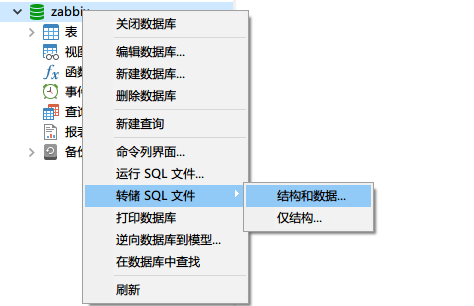 zabbix
表
视图
fx
函数
事件
查询
报表
备份
关闭数据库
编辑数据库...
新建数据库...
删除数据库
新建查询
命令列界面...
运行 SQL 文件...
转储 SQL 文件
打印数据库
逆向数据库到模型...
在数据库中查找
刷新
结构和数据...
仅结构...